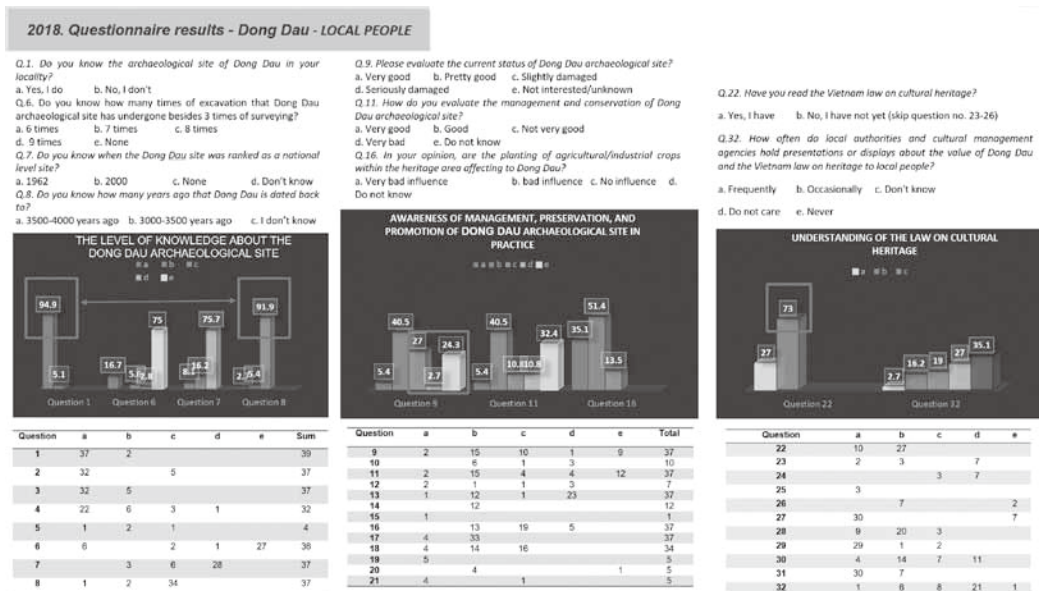 2018. Questionnaire results - Dong Dau - LOCAL PEOPLE
Q.1. Do you know the archaeological site of Dong Dau in your
locality?
a. Yes, I do b. No, I don't
Q.6. Do you know how many times of excavation that Dong Dau
archaeological site has undergone besides 3 times of surveying?
a. 6 times b. 7 times c. 8 times
d. 9 times e. None
Q.7. Do you know when the Dong Dau site was ranked as a national
level site?
a. 1962 b. 2000 c. None d. Don't know
Q.8. Do you know how many years ago that Dong Dau is dated back
to?
a. 3500-4000 years ago b. 3000-3500 years ago c. I don't know
THE LEVEL OF KNOWLEDGE ABOUT THE
DONG DAU ARCHAEOLOGICAL SITE
a b c
d e
94.9 5.1 16.7 75 16.2 75.7 5.4 91.9
Question 1 Question 6 Question 7 Question 8
Question a b c d e Sum
1 37 2 39
2 32 5 37
3 32 5 37
4 22 6 3 1 32
5 1 2 1 4
6 6 2 1 27 36
7 3 6 28 37
8 1 2 34 37
Q.9. Please evaluate the current status of Dong Dau archaeological site?
a. Very good b. Pretty good c. Slightly damaged
d. Seriously damaged e. Not interested/unknown
Q.11. How do you evaluate the management and conservation of Dong
Dau archaeological site?
a. Very good b. Good c. Not very good
d. Very bad e. Do not know
Q.16. In your opinion, are the planting of agricultural/industrial crops
within the heritage area affecting to Dong Dau?
a. Very bad influence b. bad influence c. No influence d.
Do not know
AWARENESS OF MANAGEMENT, PRESERVATION, AND
PROMOTION OF DONG DAU ARCHAEOLOGICAL SITE IN
PRACTICE
a b c d e
5.4 40.5 27 2.7 24.3 5.4 40.5 10.8 10.8 32.4 35.1 51.4 13.5
Question 9 Question 11 Question 16
Question a b c d e Total
9 2 15 10 1 9 37
10 6 1 3 10
11 2 15 4 4 12 37
12 2 1 1 3 7
13 1 12 1 23 37
14 12 12
15 1 1
16 13 19 5 37
17 4 33 37
18 4 14 16 34
19 5 5
20 4 1 5
21 4 1 5
Q.22. Have you read the Vietnam law on cultural heritage?
a. Yes, I have b. No, I have not yet (skip question no. 23-26)
Q.32. How often do local authorities and cultural management
agencies hold presentations or displays about the value of Dong Dau
and the Vietnam law on heritage to local people?
a. Frequently b. Occasionally c. Don't know
d. Do not care e. Never
UNDERSTANDING OF THE LAW ON CULTURAL
HERITAGE
a b c
27 73 2.7 16.2 19 27 35.1
Question 22 Question 32
Question a b c d e
22 10 27
23 2 3 7
24 3 7
25 3
26 7 2
27 30 7
28 9 20 3
29 29 1 2
30 4 14 7 11
31 30 7
32 1 6 8 21 1